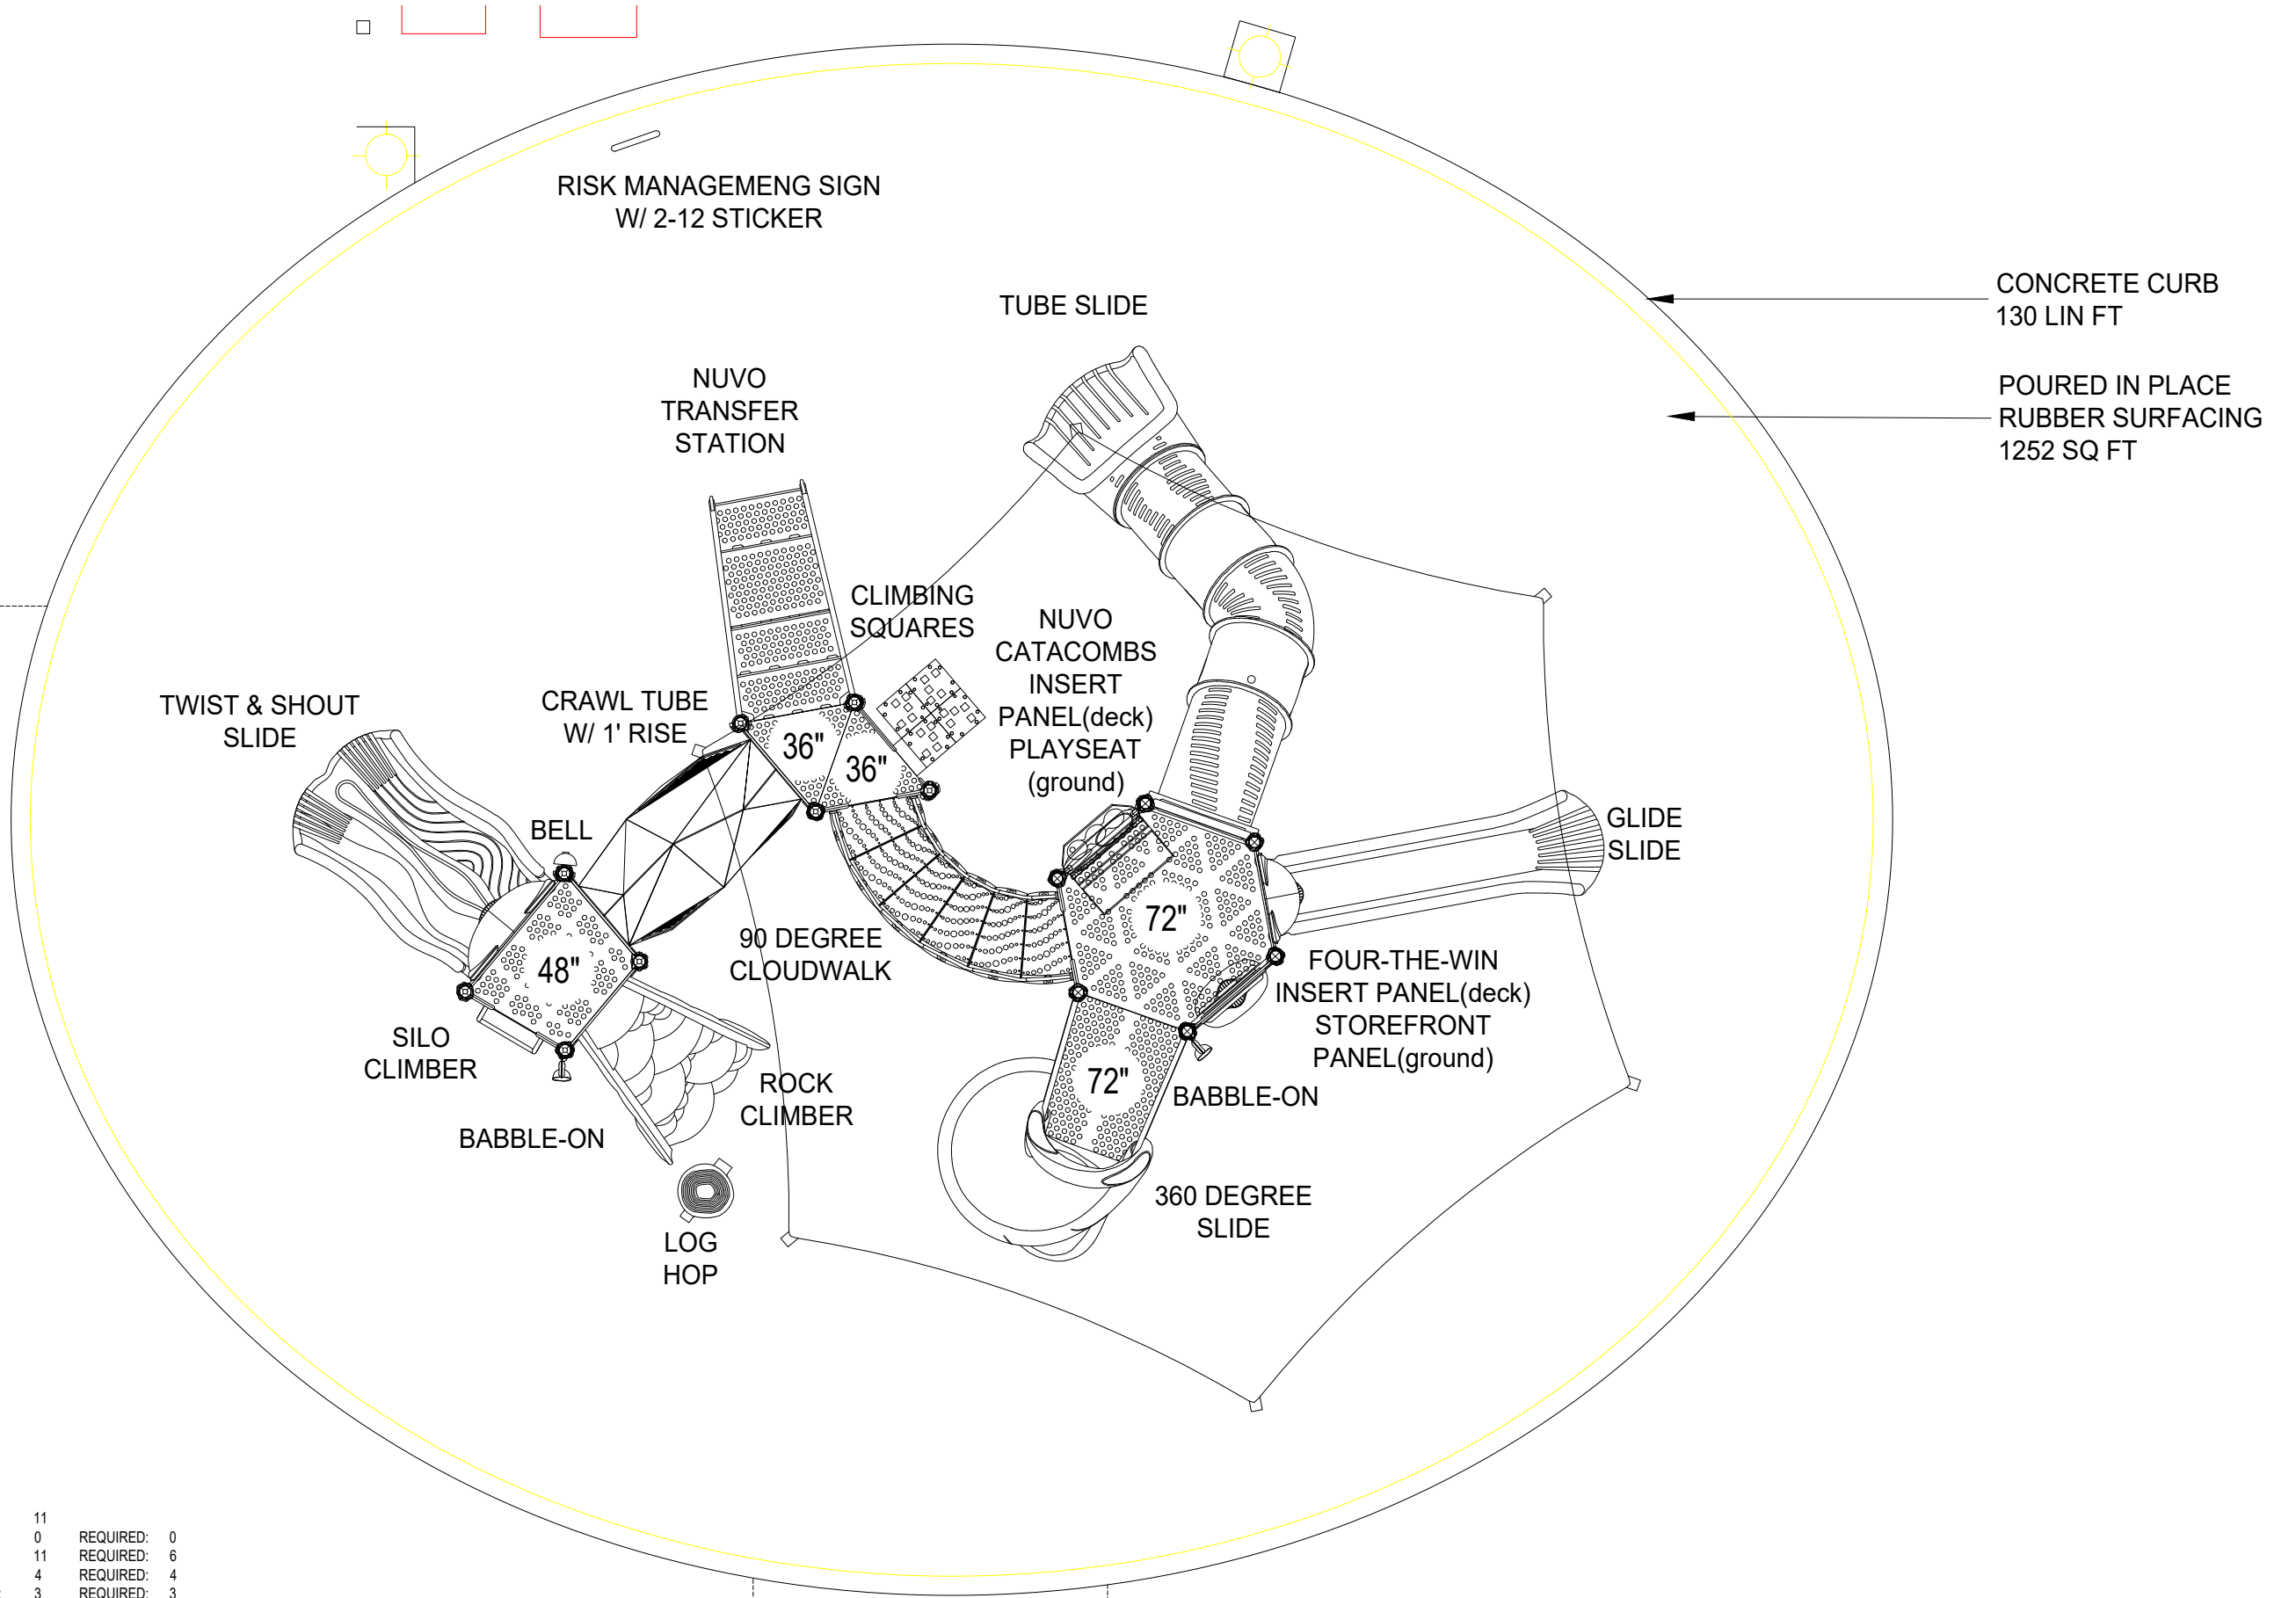 RISK MANAGEMENG SIGN
W/ 2-12 STICKER
CONCRETE CURB
130 LIN FT
TUBE SLIDE
POURED IN PLACE
RUBBER SURFACING
1252 SQ FT
NUVO
TRANSFER
STATION
CLIMBING
SQUARES
NUVO
CATACOMBS
INSERT
PANEL(deck)
PLAYSEAT
(ground)
TWIST & SHOUT
SLIDE
CRAWL TUBE
W/ 1' RISE
36"
36"
BELL
GLIDE
SLIDE
72"
90 DEGREE
CLOUDWALK
48"
FOUR-THE-WIN
INSERT PANEL(deck)
STOREFRONT
PANEL(ground)
SILO
CLIMBER
72"
ROCK
CLIMBER
BABBLE-ON
BABBLE-ON
360 DEGREE
SLIDE
LOG
HOP
11
0 REQUIRED: 0
11 REQUIRED: 6
4 REQUIRED: 4
3 REQUIRED: 3